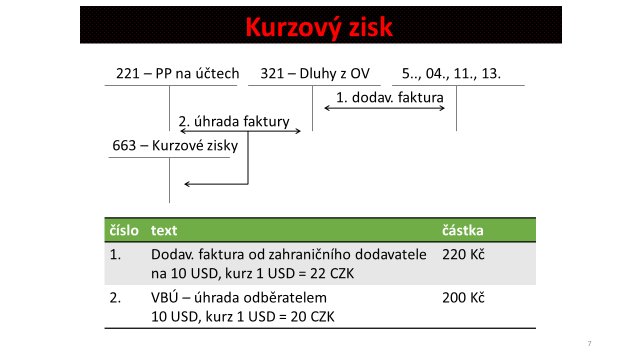 Kurzový zisk
221 – PP na účtech 321 – Dluhy z OV 5.., 04., 11., 13.
1. dodav. faktura
2. úhrada faktury
663 – Kurzové zisky
číslo text částka
1. Dodav. faktura od zahraničního dodavatele 220 Kč
na 10 USD, kurz 1 USD = 22 CZK
2. VBÚ – úhrada odběratelem 200 Kč
10 USD, kurz 1 USD = 20 CZK
7